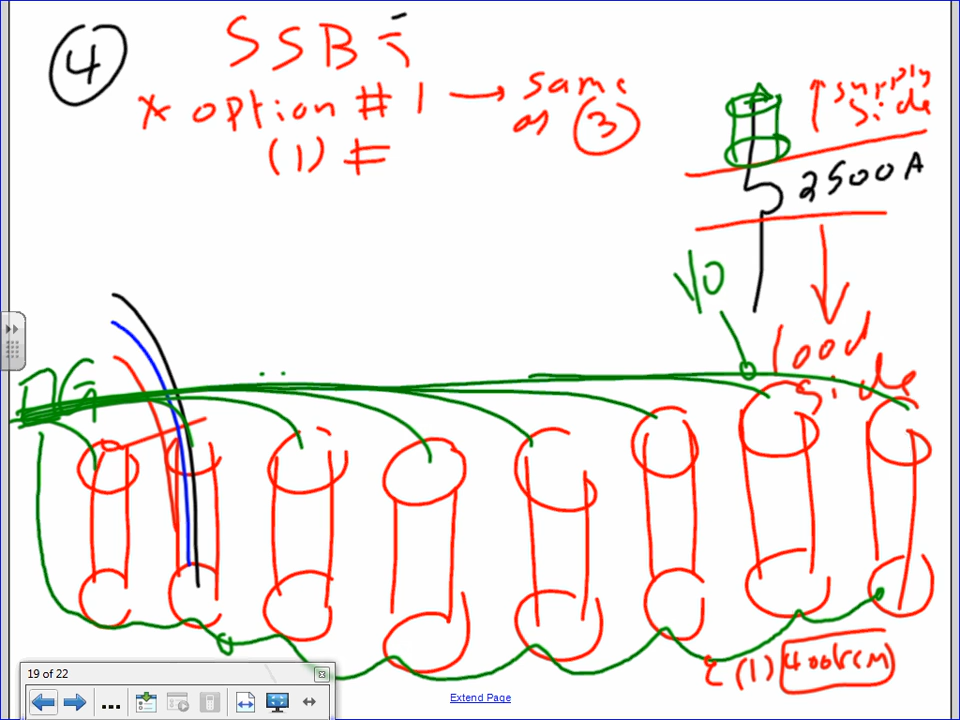 ④ SSB
* option #1 → same as ③
(1)
↑ supply side
2500A
1/0
load side
(1) 400kcM
19 of 22
...
Extend Page